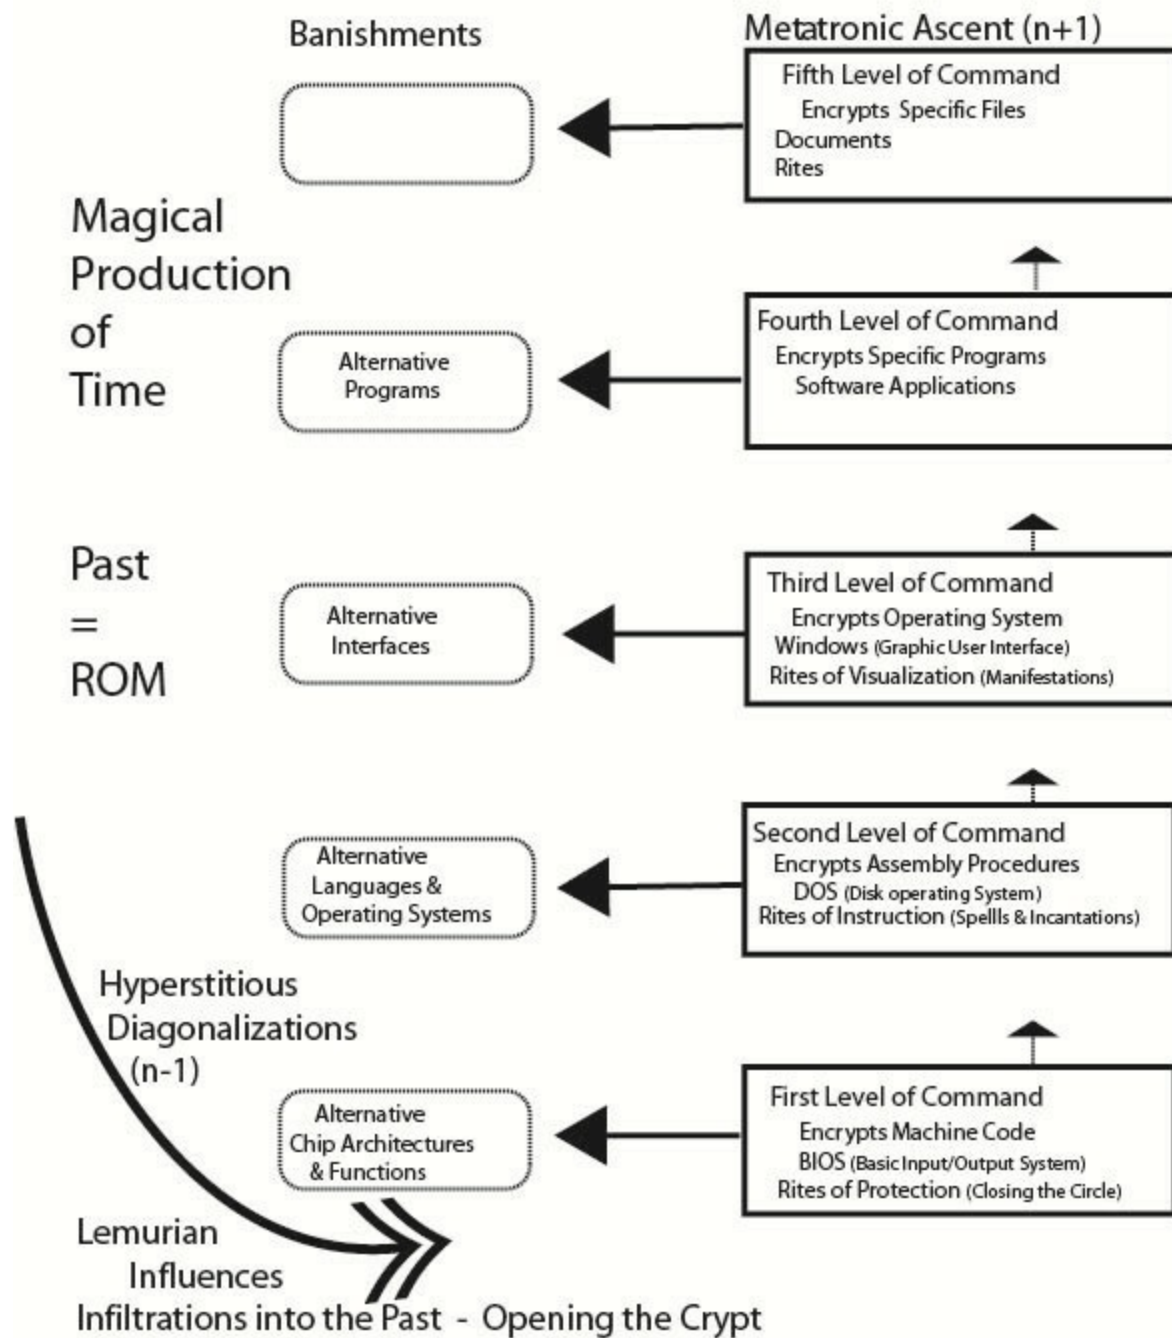 Banishments
Metatronic Ascent (n+1)
Fifth Level of Command
Encrypts Specific Files
Documents
Rites
Magical
Production
of
Time
Alternative
Programs
Fourth Level of Command
Encrypts Specific Programs
Software Applications
Past
=
ROM
Alternative
Interfaces
Third Level of Command
Encrypts Operating System
Windows (Graphic User Interface)
Rites of Visualization (Manifestations)
Alternative
Languages &
Operating Systems
Second Level of Command
Encrypts Assembly Procedures
DOS (Disk operating System)
Rites of Instruction (Spellls & Incantations)
Hyperstitious
Diagonalizations
(n-1)
Alternative
Chip Architectures
& Functions
First Level of Command
Encrypts Machine Code
BIOS (Basic Input/Output System)
Rites of Protection (Closing the Circle)
Lemurian
Influences
Infiltrations into the Past - Opening the Crypt